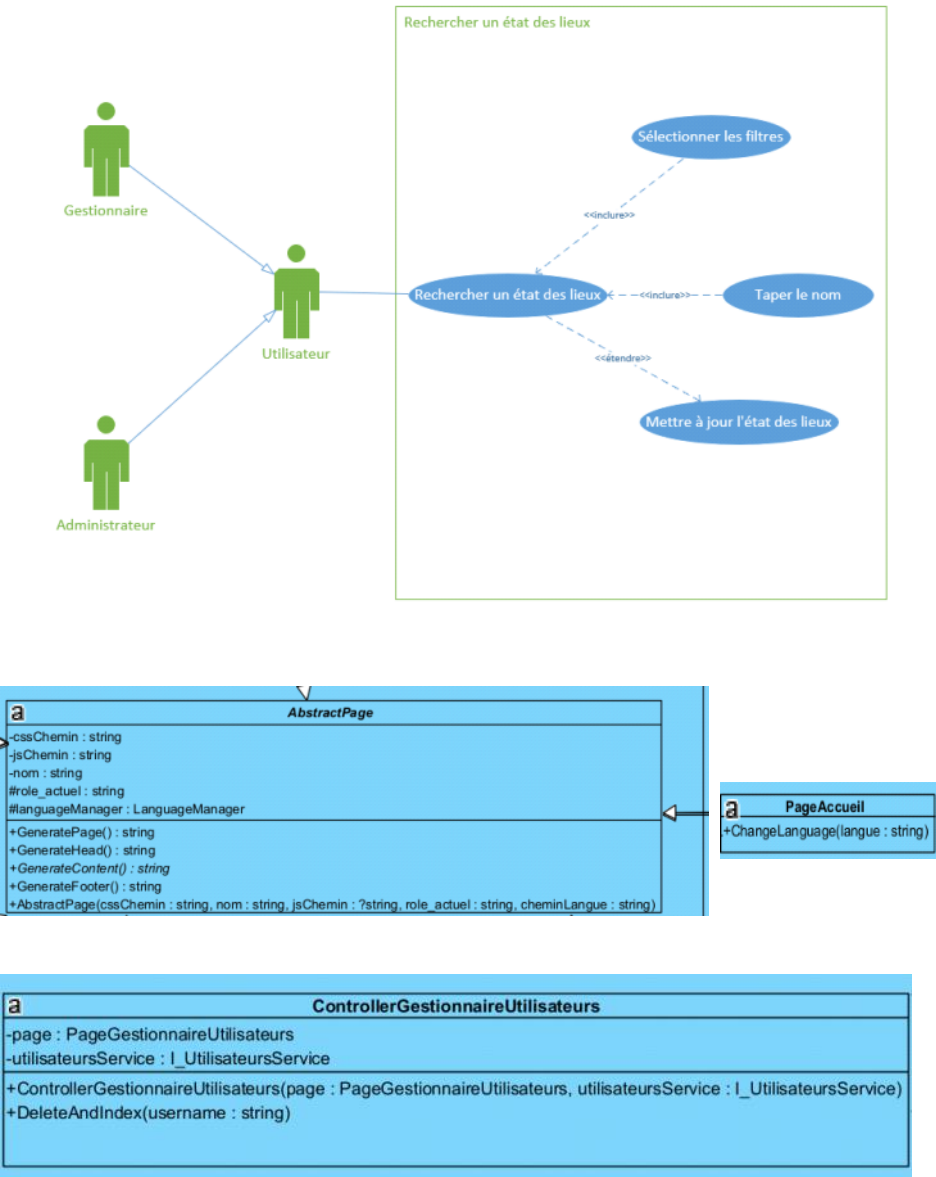 Rechercher un état des lieux
Sélectionner les filtres
Gestionnaire
<<inclure>>
Rechercher un état des lieux
<<inclure>>
Taper le nom
Utilisateur
<<étendre>>
Mettre à jour l'état des lieux
Administrateur
a
AbstractPage
-cssChemin : string
-jsChemin : string
-nom : string
#role_actuel : string
#languageManager : LanguageManager
+GeneratePage() : string
+GenerateHead() : string
+GenerateContent() : string
+GenerateFooter() : string
+AbstractPage(cssChemin : string, nom : string, jsChemin : ?string, role_actuel : string, cheminLangue : string)
a
PageAccueil
+ChangeLanguage(langue : string)
a
ControllerGestionnaireUtilisateurs
-page : PageGestionnaireUtilisateurs
-utilisateursService : I_UtilisateursService
+ControllerGestionnaireUtilisateurs(page : PageGestionnaireUtilisateurs, utilisateursService : I_UtilisateursService)
+DeleteAndIndex(username : string)